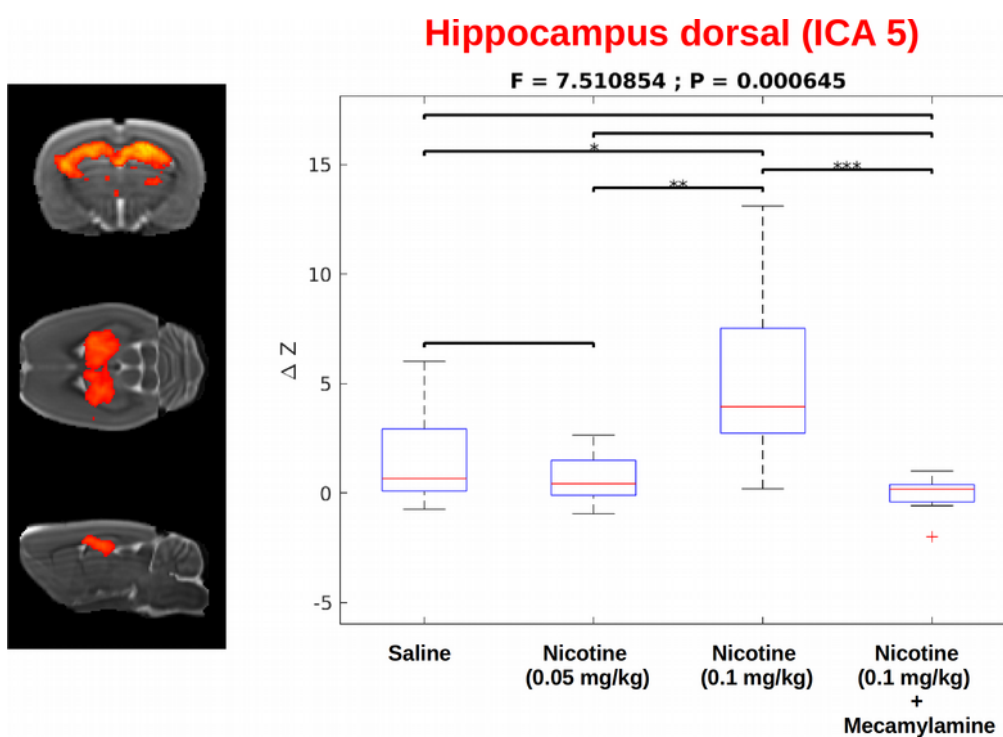 Hippocampus dorsal (ICA 5)
F = 7.510854 ; P = 0.000645
*
**
***
15
10
5
0
-5
Δ Z
Saline
Nicotine
(0.05 mg/kg)
Nicotine
(0.1 mg/kg)
Nicotine
(0.1 mg/kg)
+
Mecamylamine